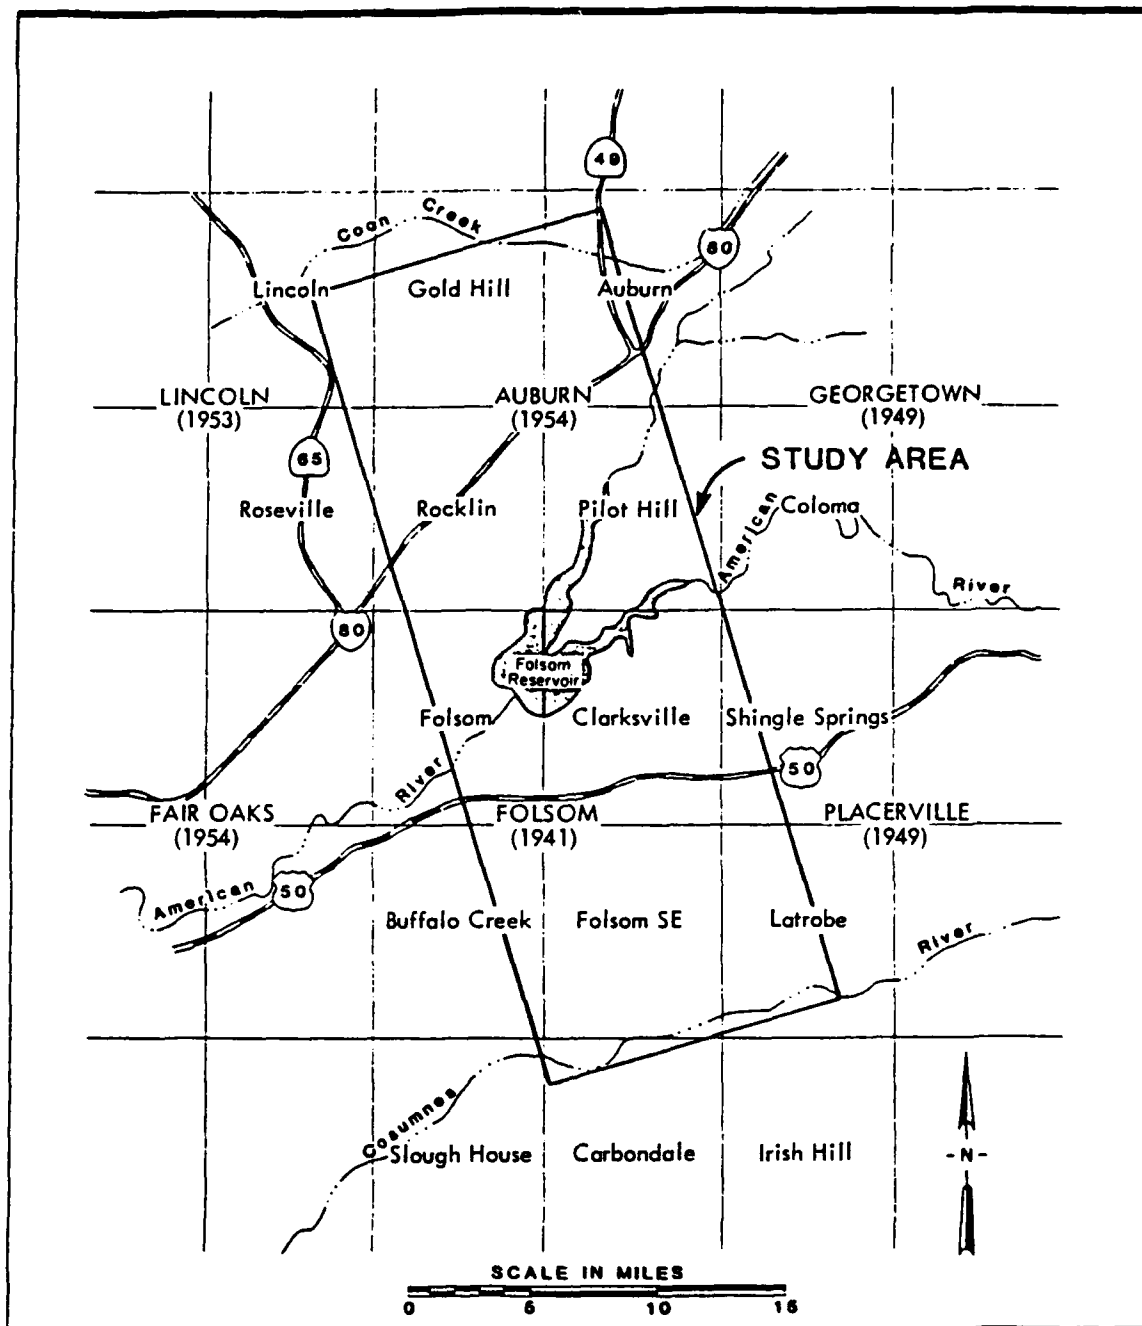 49
Coon Creek
80
Lincoln
Gold Hill
Auburn
LINCOLN
(1953)
AUBURN
(1954)
GEORGETOWN
(1949)
65
STUDY AREA
Roseville
Rocklin
Pilot Hill
American
Coloma
River
80
Folsom
Reservoir
Folsom
Clarksville
Shingle Springs
River
50
FAIR OAKS
(1954)
FOLSOM
(1941)
PLACERVILLE
(1949)
American
50
Buffalo Creek
Folsom SE
Latrobe
River
Cosumnes
Slough House
Carbondale
Irish Hill
-N-
SCALE IN MILES
0 5 10 15